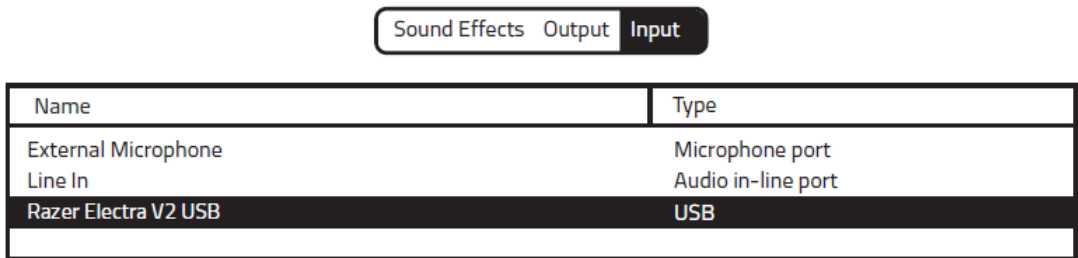 Sound Effects Output Input
Name Type
External Microphone Microphone port
Line In Audio in-line port
Razer Electra V2 USB USB